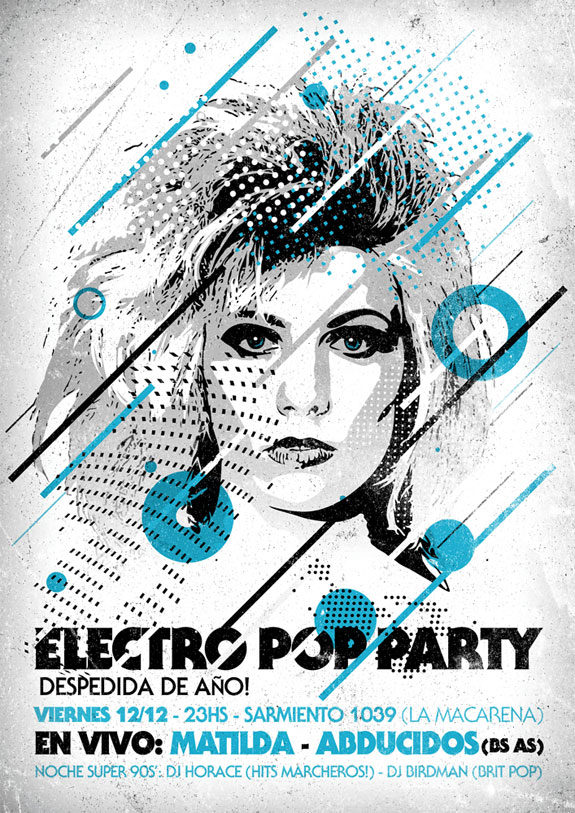 ELECTRO POP PARTY
DESPEDIDA DE AÑO!
VIERNES 12/12 - 23HS - SARMIENTO 1039 (LA MACARENA)
EN VIVO: MATILDA - ABDUCIDOS (BS AS)
NOCHE SUPER 90S': DJ HORACE (HITS MARCHEROS!) - DJ BIRDMAN (BRIT POP)